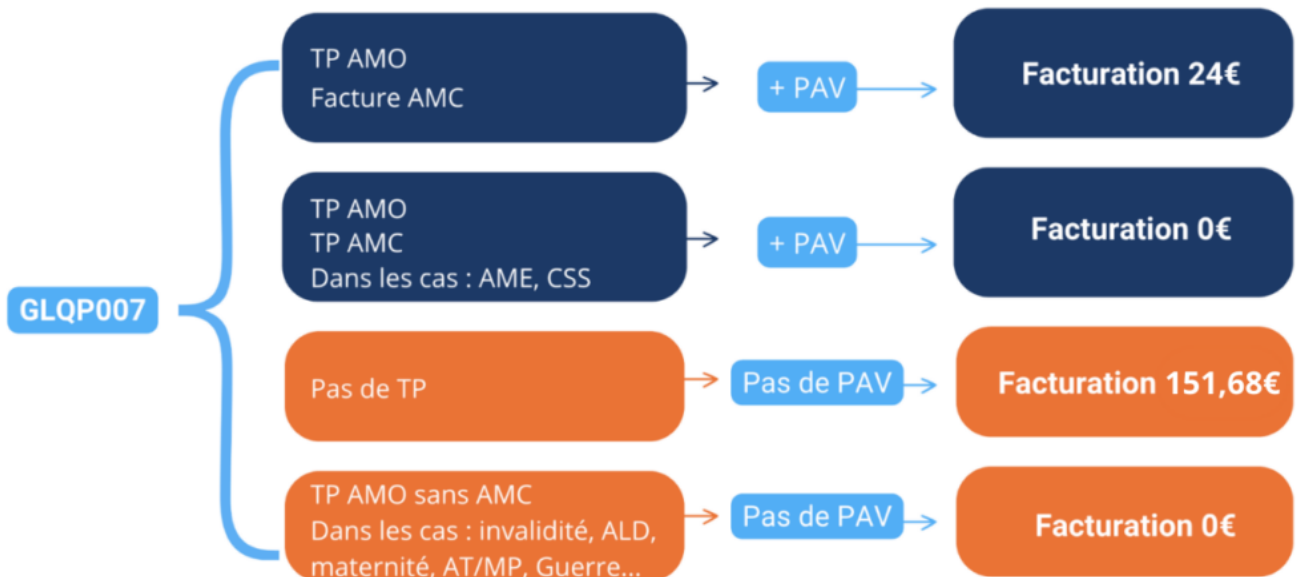 GLQP007
TP AMO
Facture AMC
+ PAV
Facturation 24€
TP AMO
TP AMC
Dans les cas : AME, CSS
+ PAV
Facturation 0€
Pas de TP
Pas de PAV
Facturation 151,68€
TP AMO sans AMC
Dans les cas : invalidité, ALD,
maternité, AT/MP, Guerre...
Pas de PAV
Facturation 0€